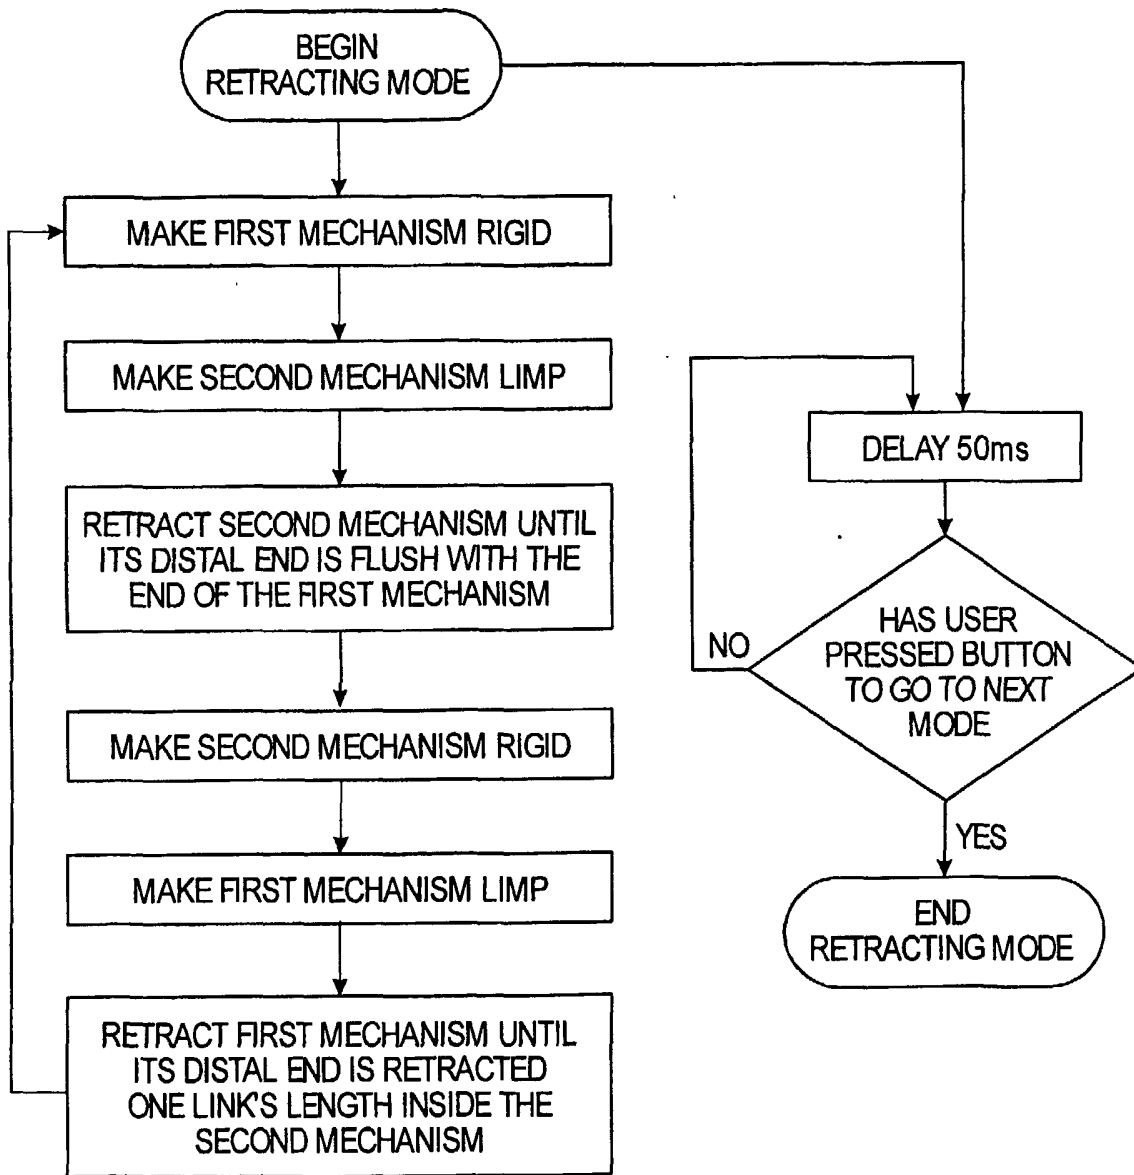 BEGIN
RETRACTING MODE
MAKE FIRST MECHANISM RIGID
MAKE SECOND MECHANISM LIMP
RETRACT SECOND MECHANISM UNTIL
ITS DISTAL END IS FLUSH WITH THE
END OF THE FIRST MECHANISM
MAKE SECOND MECHANISM RIGID
MAKE FIRST MECHANISM LIMP
RETRACT FIRST MECHANISM UNTIL
ITS DISTAL END IS RETRACTED
ONE LINK'S LENGTH INSIDE THE
SECOND MECHANISM
DELAY 50ms
HAS USER
PRESSED BUTTON
TO GO TO NEXT
MODE
NO
YES
END
RETRACTING MODE